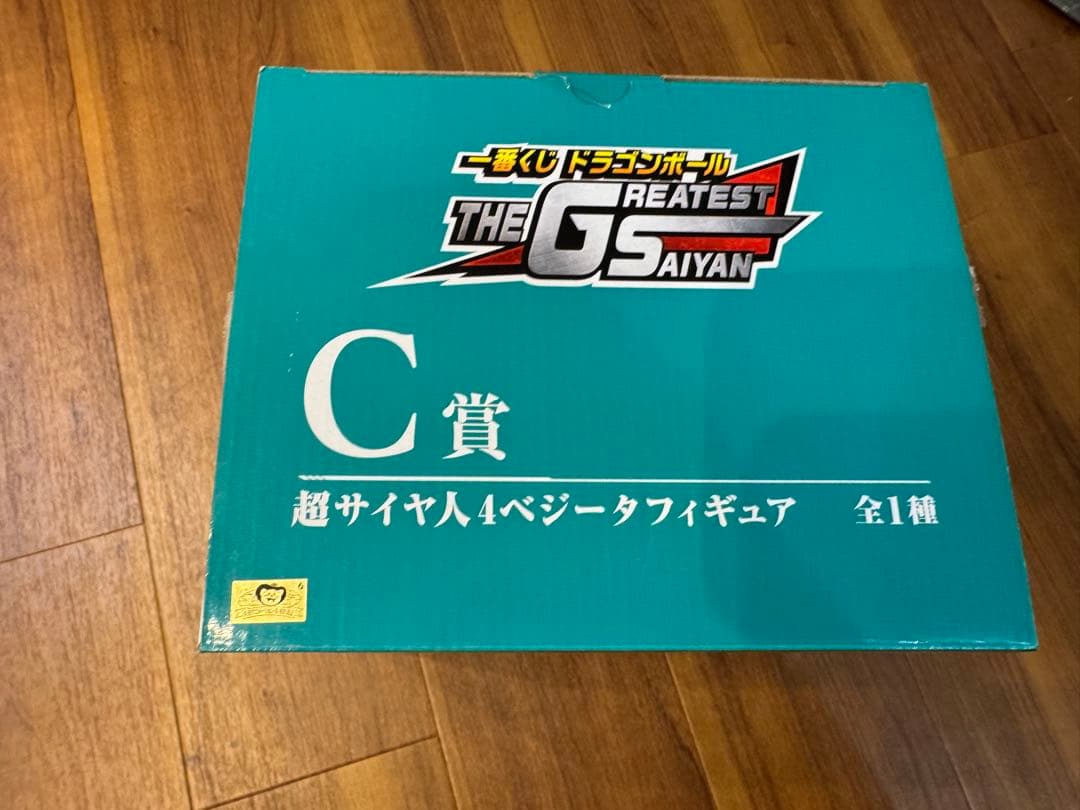 一番くじ ドラゴンボール
THE GREATEST
SAIYAN
C賞
超サイヤ人4ベジータフィギュア 全1種